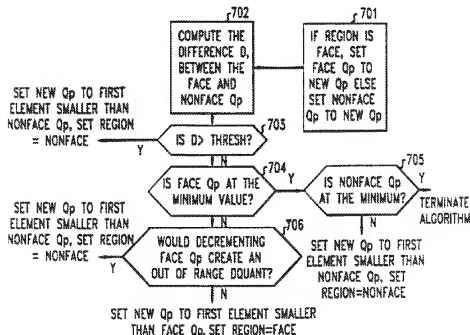 702
COMPUTE THE
DIFFERENCE D,
BETWEEN THE
FACE AND
NONFACE Qp
701
IF REGION IS
FACE, SET
FACE Qp TO
NEW Qp ELSE
SET NONFACE
Qp TO NEW Qp
SET NEW Qp TO FIRST
ELEMENT SMALLER THAN
NONFACE Qp, SET REGION
= NONFACE
Y
703
IS D> THRESH?
N
704
IS FACE Qp AT THE
MINIMUM VALUE?
Y
705
IS NONFACE Qp
AT THE MINIMUM?
Y
TERMINATE
ALGORITHM
N
SET NEW Qp TO FIRST
ELEMENT SMALLER THAN
NONFACE Qp, SET
REGION=NONFACE
SET NEW Qp TO FIRST
ELEMENT SMALLER THAN
NONFACE Qp, SET REGION
= NONFACE
Y
N
706
WOULD DECREMENTING
FACE Qp CREATE AN
OUT OF RANGE DQUANT?
N
SET NEW Qp TO FIRST ELEMENT SMALLER
THAN FACE Qp, SET REGION=FACE